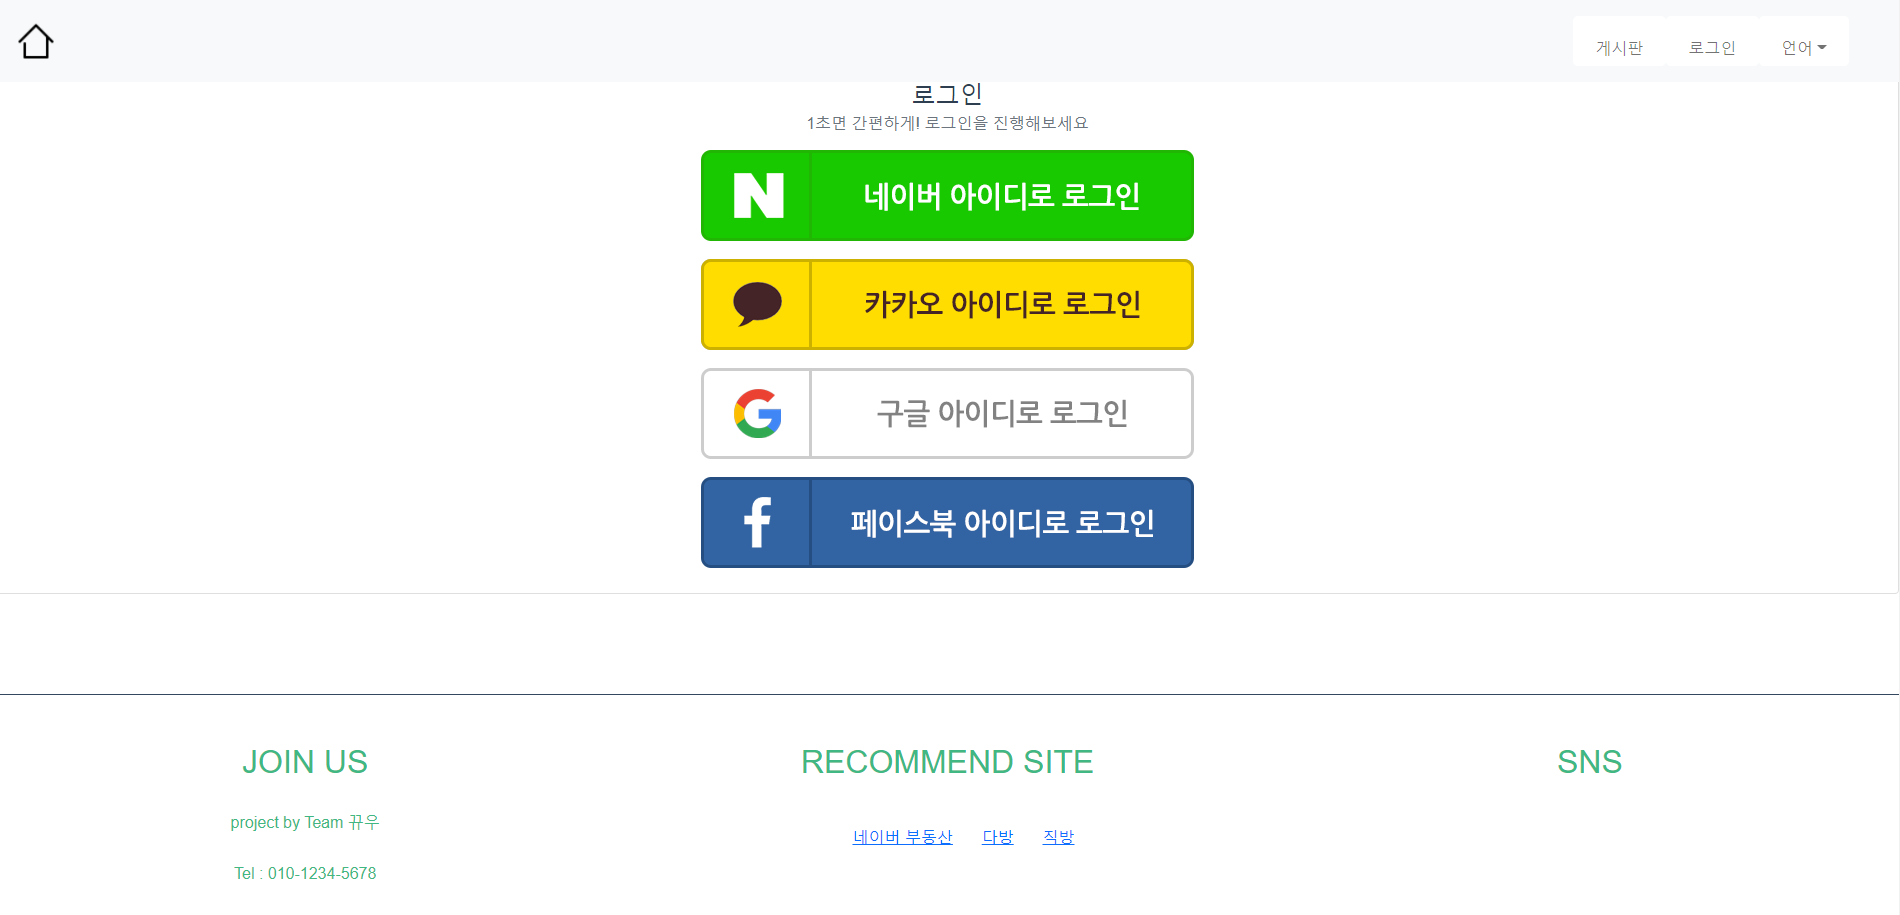 게시판 로그인 언어
로그인
1초면 간편하게! 로그인을 진행해보세요
N 네이버 아이디로 로그인
카카오 아이디로 로그인
G 구글 아이디로 로그인
f 페이스북 아이디로 로그인
JOIN US
project by Team 뀨우
Tel : 010-1234-5678
RECOMMEND SITE
네이버 부동산 다방 직방
SNS